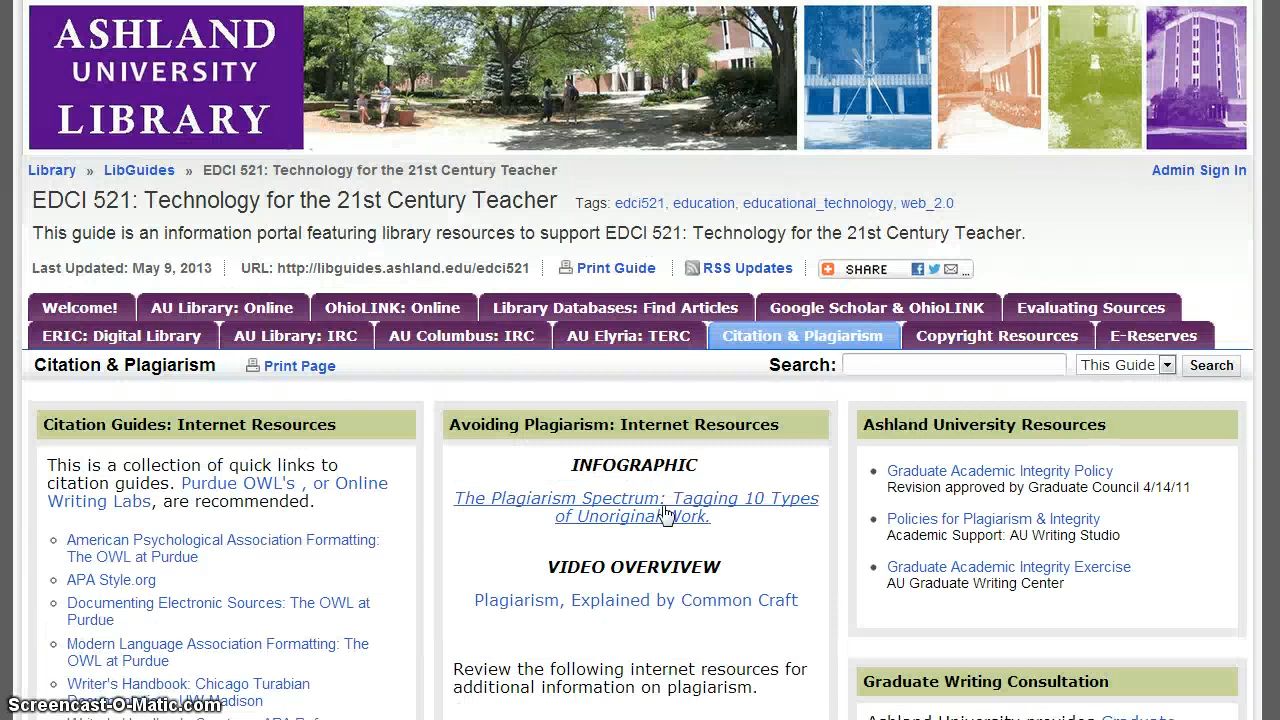 ASHLAND
UNIVERSITY
LIBRARY
Library » LibGuides » EDCI 521: Technology for the 21st Century Teacher
Admin Sign In
EDCI 521: Technology for the 21st Century Teacher Tags: edci521, education, educational_technology, web_2.0
This guide is an information portal featuring library resources to support EDCI 521: Technology for the 21st Century Teacher.
Last Updated: May 9, 2013 URL: http://libguides.ashland.edu/edci521 Print Guide RSS Updates SHARE ...
Welcome! AU Library: Online OhioLINK: Online Library Databases: Find Articles Google Scholar & OhioLINK Evaluating Sources
ERIC: Digital Library AU Library: IRC AU Columbus: IRC AU Elyria: TERC Citation & Plagiarism Copyright Resources E-Reserves
Citation & Plagiarism Print Page Search: This Guide Search
Citation Guides: Internet Resources
This is a collection of quick links to
citation guides. Purdue OWL's , or Online
Writing Labs, are recommended.
American Psychological Association Formatting:
The OWL at Purdue
APA Style.org
Documenting Electronic Sources: The OWL at
Purdue
Modern Language Association Formatting: The
OWL at Purdue
Writer's Handbook: Chicago Turabian
Madison
Avoiding Plagiarism: Internet Resources
INFOGRAPHIC
The Plagiarism Spectrum: Tagging 10 Types
of Unoriginal Work.
VIDEO OVERVIVEW
Plagiarism, Explained by Common Craft
Review the following internet resources for
additional information on plagiarism.
Ashland University Resources
Graduate Academic Integrity Policy
Revision approved by Graduate Council 4/14/11
Policies for Plagiarism & Integrity
Academic Support: AU Writing Studio
Graduate Academic Integrity Exercise
AU Graduate Writing Center
Graduate Writing Consultation
Ashland University provides Graduate
Screencast-O-Matic.com